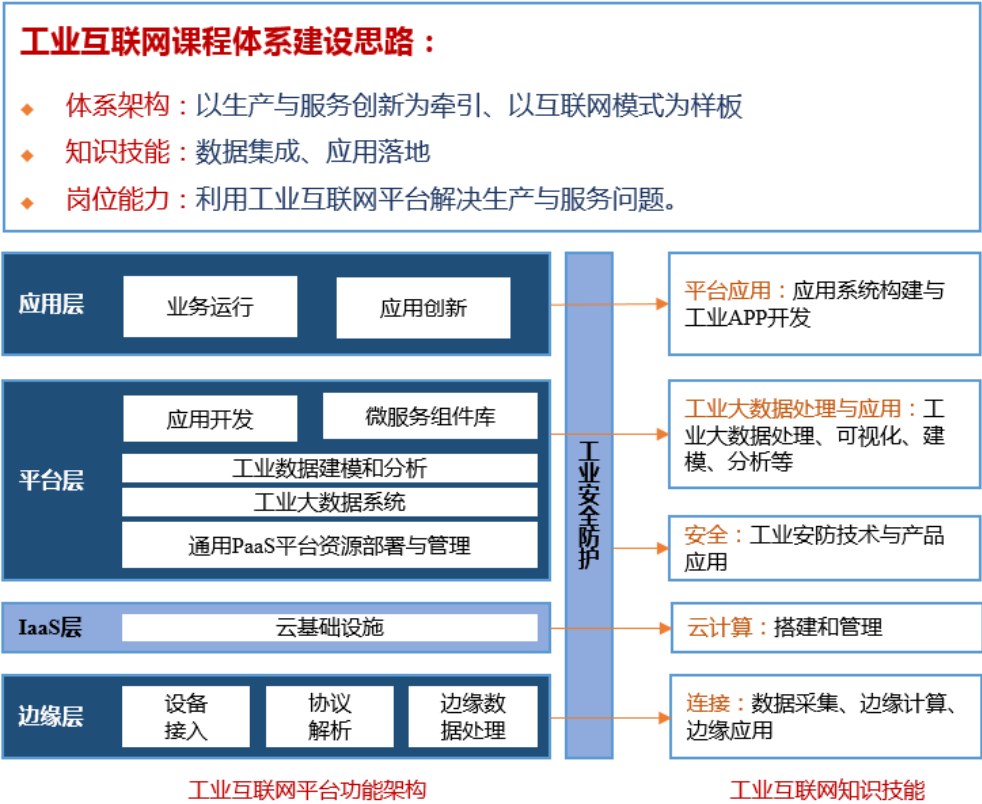 工业互联网课程体系建设思路：
体系架构：以生产与服务创新为牵引、以互联网模式为样板
知识技能：数据集成、应用落地
岗位能力：利用工业互联网平台解决生产与服务问题。
应用层
业务运行
应用创新
平台应用：应用系统构建与
工业APP开发
平台层
应用开发
微服务组件库
工业数据建模和分析
工业大数据系统
通用PaaS平台资源部署与管理
工业安全防护
工业大数据处理与应用：工
业大数据处理、可视化、建
模、分析等
安全：工业安防技术与产品
应用
IaaS层
云基础设施
云计算：搭建和管理
边缘层
设备
接入
协议
解析
边缘数
据处理
连接：数据采集、边缘计算、
边缘应用
工业互联网平台功能架构
工业互联网知识技能